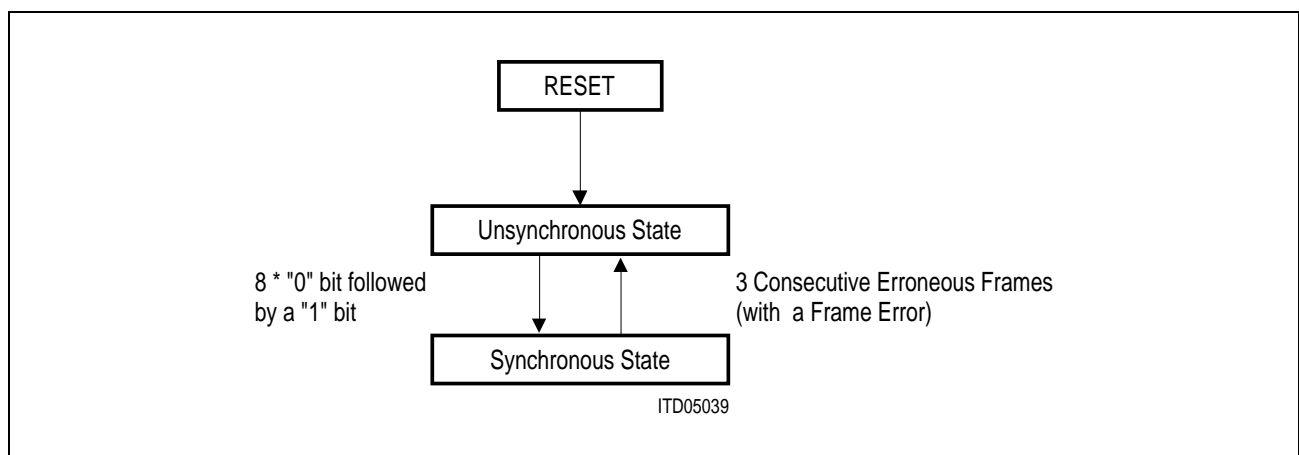 RESET
Unsynchronous State
8 * "0" bit followed
by a "1" bit
3 Consecutive Erroneous Frames
(with a Frame Error)
Synchronous State
ITD05039